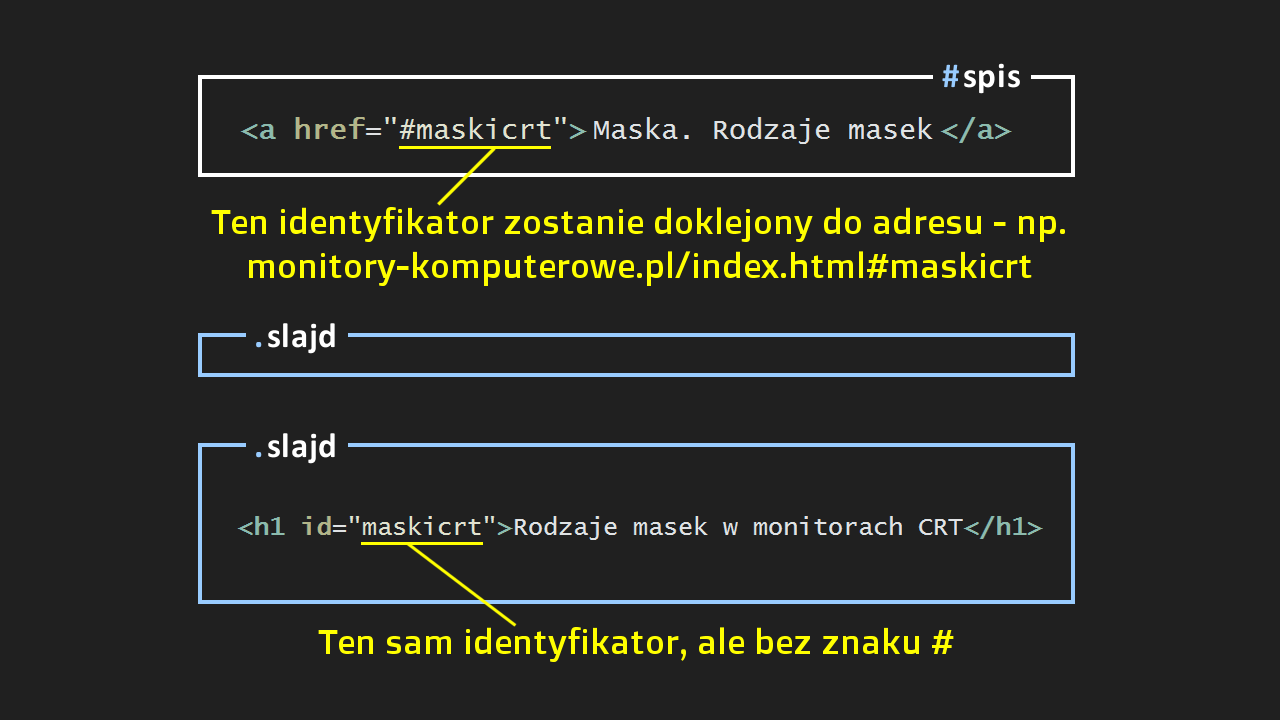 #spis
<a href="#maskicrt">Maska. Rodzaje masek</a>
Ten identyfikator zostanie doklejony do adresu - np.
monitory-komputerowe.pl/index.html#maskicrt
.slajd
.slajd
<h1 id="maskicrt">Rodzaje masek w monitorach CRT</h1>
Ten sam identyfikator, ale bez znaku #